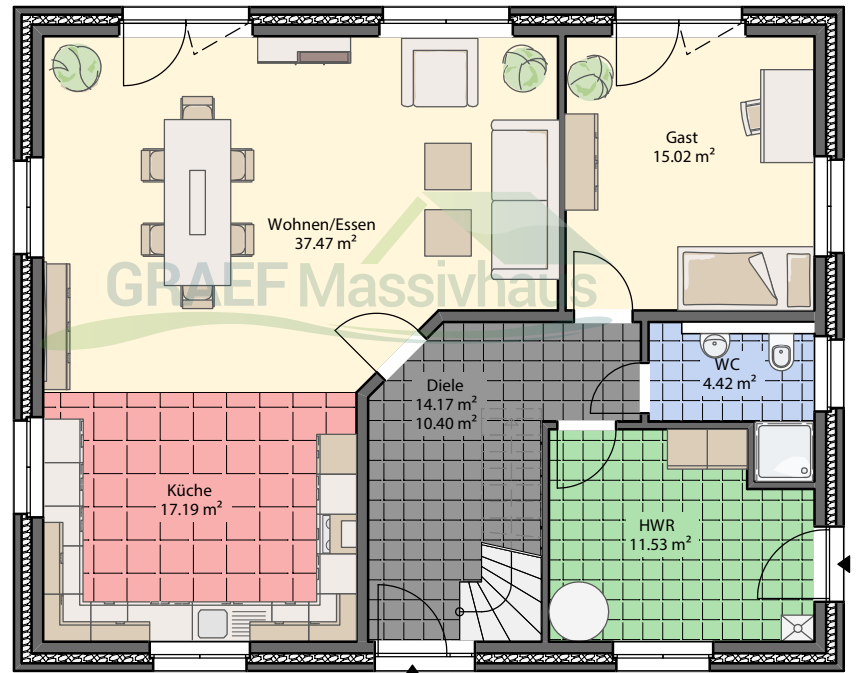 Gast
15.02 m²
Wohnen/Essen
37.47 m²
GRAEF Massivhaus
WC
4.42 m²
Diele
14.17 m²
10.40 m²
Küche
17.19 m²
HWR
11.53 m²